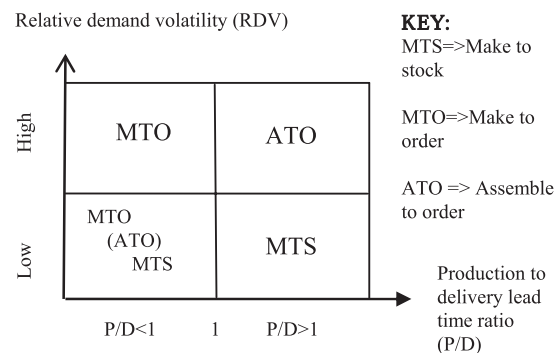 Relative demand volatility (RDV)
KEY:
MTS=>Make to
stock
MTO=>Make to
order
ATO => Assemble
to order
High
MTO
ATO
Low
MTO
(ATO)
MTS
MTS
P/D<1
1
P/D>1
Production to
delivery lead
time ratio
(P/D)